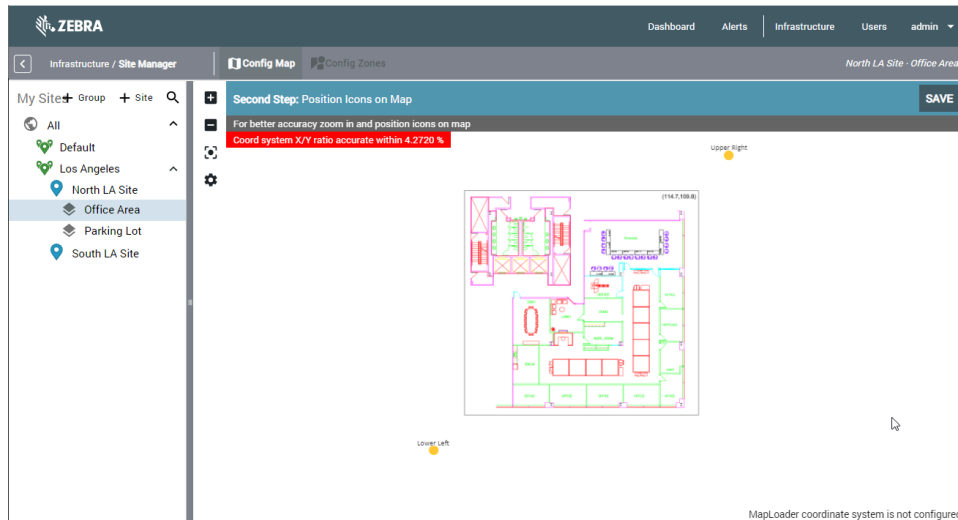 ZEBRA
Dashboard Alerts Infrastructure Users admin
Infrastructure / Site Manager Config Map Config Zones North LA Site - Office Area
My Site + Group + Site
Second Step: Position Icons on Map SAVE
For better accuracy zoom in and position icons on map
Coord system X/Y ratio accurate within 4.2720 %
All
Default
Los Angeles
North LA Site
Office Area
Parking Lot
South LA Site
Upper Right
(114.7,109.8)
Lower Left
MapLoader coordinate system is not configured